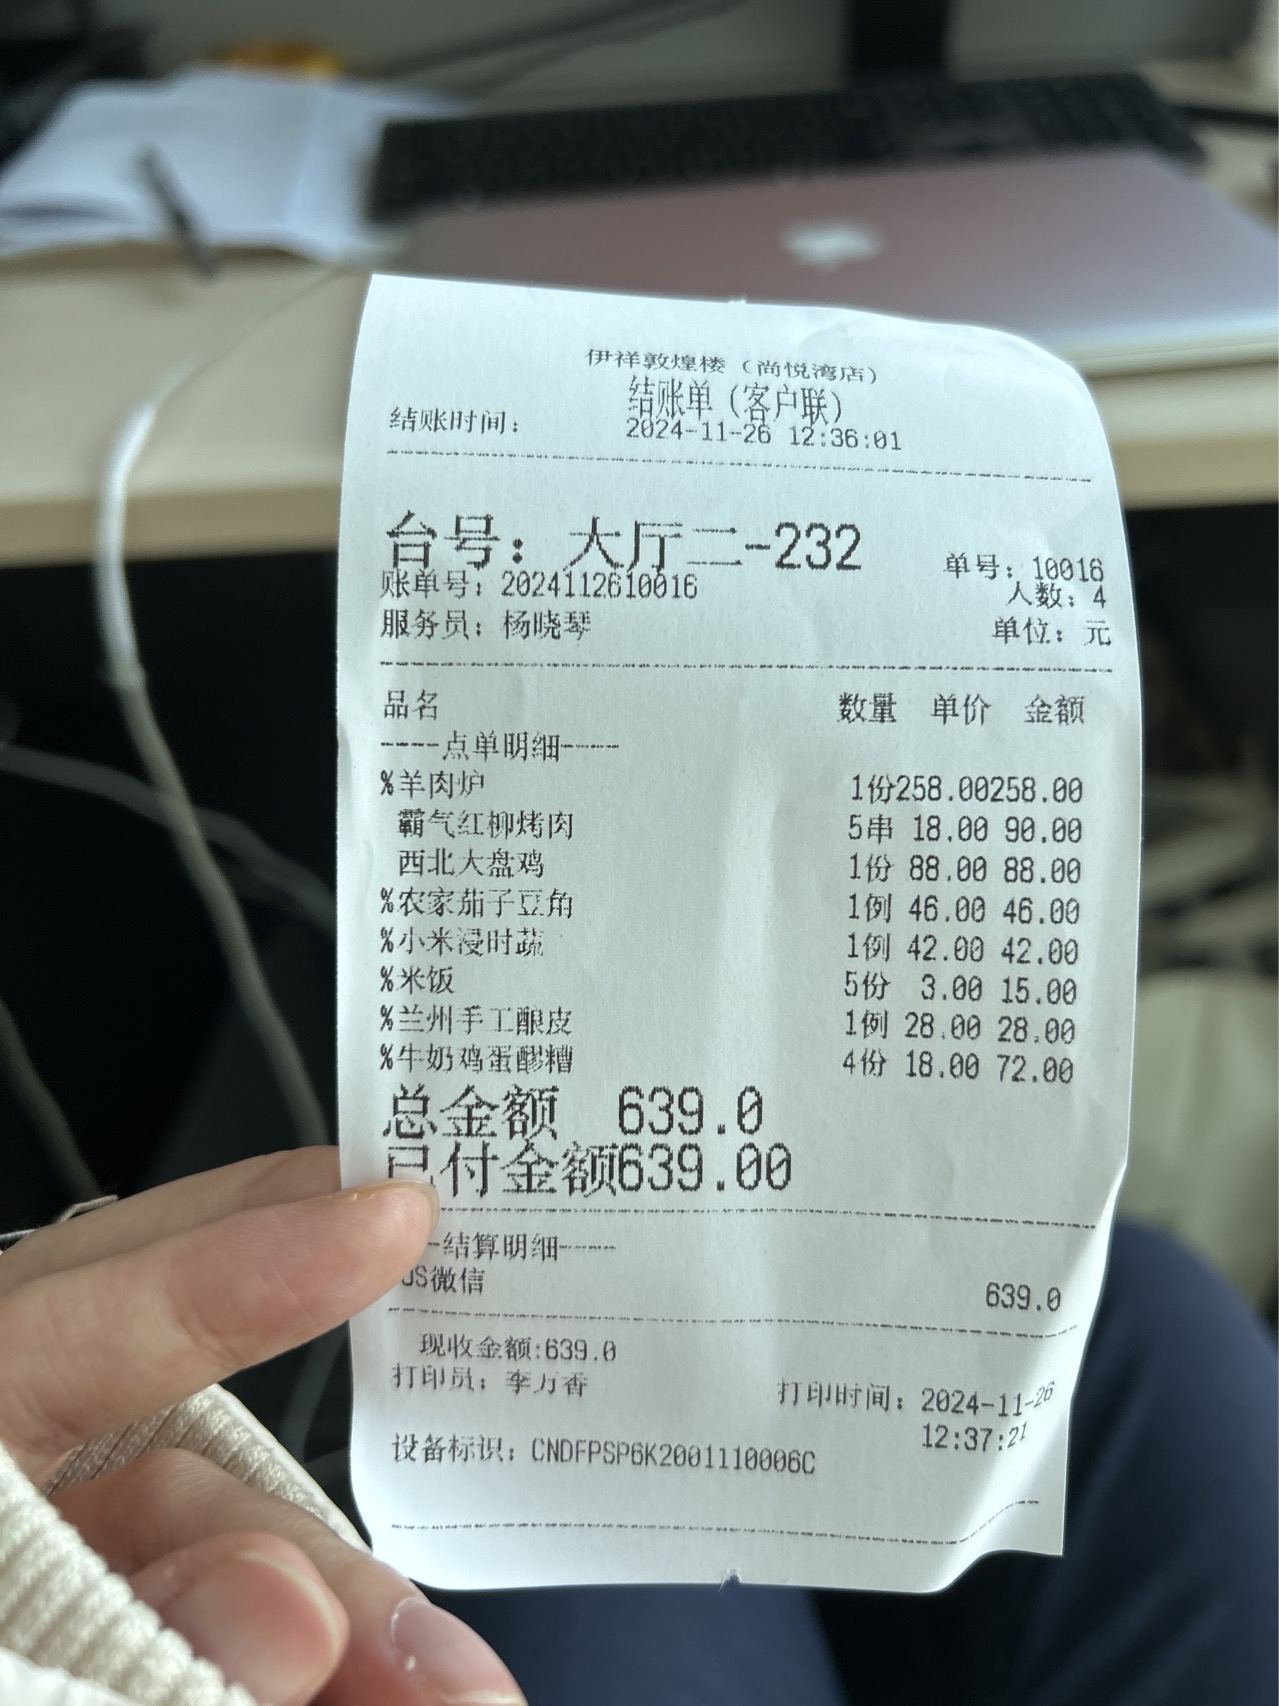 伊祥敦煌楼（尚悦湾店）
结账单（客户联）
结账时间： 2024-11-26 12:36:01
台号：大厅二-232 单号：10016
账单号：2024112610016 人数：4
服务员：杨晓琴 单位：元
品名 数量 单价 金额
----点单明细----
%羊肉炉 1份258.00258.00
霸气红柳烤肉 5串 18.00 90.00
西北大盘鸡 1份 88.00 88.00
%农家茄子豆角 1例 46.00 46.00
%小米浸时蔬 1例 42.00 42.00
%米饭 5份 3.00 15.00
%兰州手工酿皮 1例 28.00 28.00
%牛奶鸡蛋醪糟 4份 18.00 72.00
总金额 639.0
已付金额639.00
-结算明细----
JS微信 639.0
现收金额:639.0
打印员：李万香 打印时间：2024-11-26
12:37:21
设备标识：CNDFPSP6K2001110006C